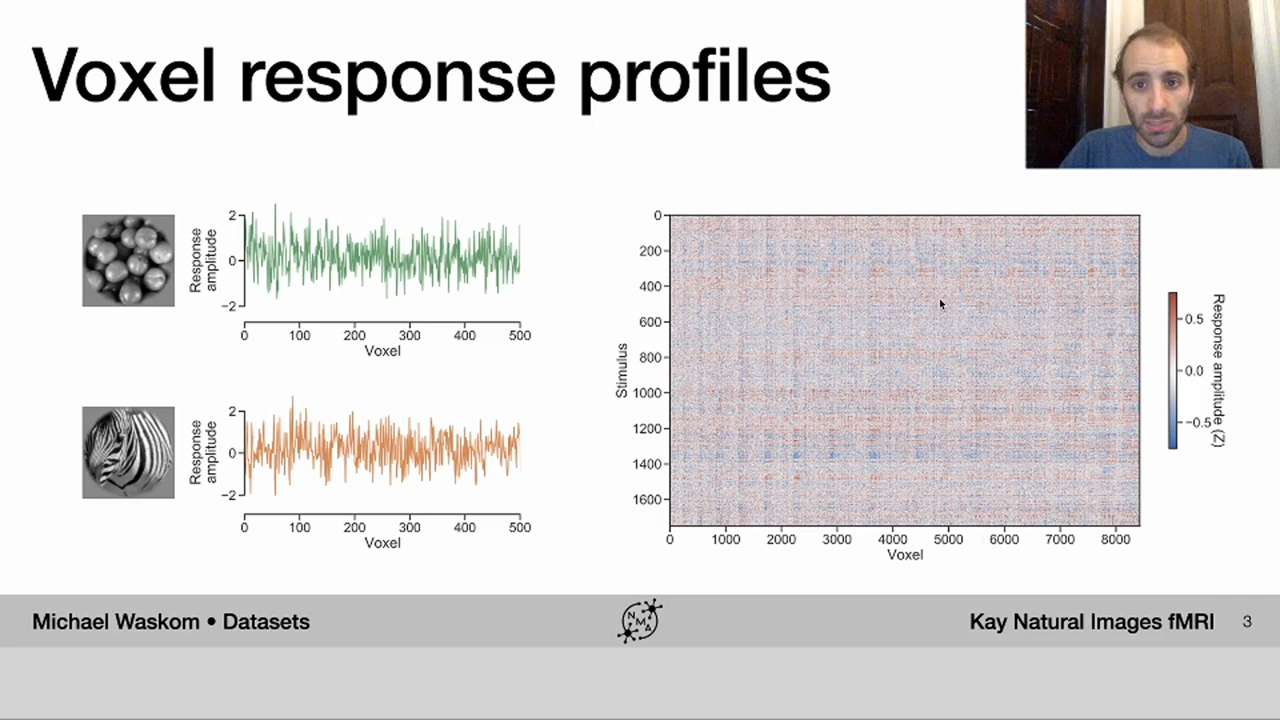 Voxel response profiles
Response
amplitude
2
0
−2
0 100 200 300 400 500
Voxel
Response
amplitude
2
0
−2
0 100 200 300 400 500
Voxel
Stimulus
0
200
400
600
800
1000
1200
1400
1600
0 1000 2000 3000 4000 5000 6000 7000 8000
Voxel
0.5
0.0
−0.5
Response amplitude (Z)
Michael Waskom • Datasets
N
M
A
Kay Natural Images fMRI 3